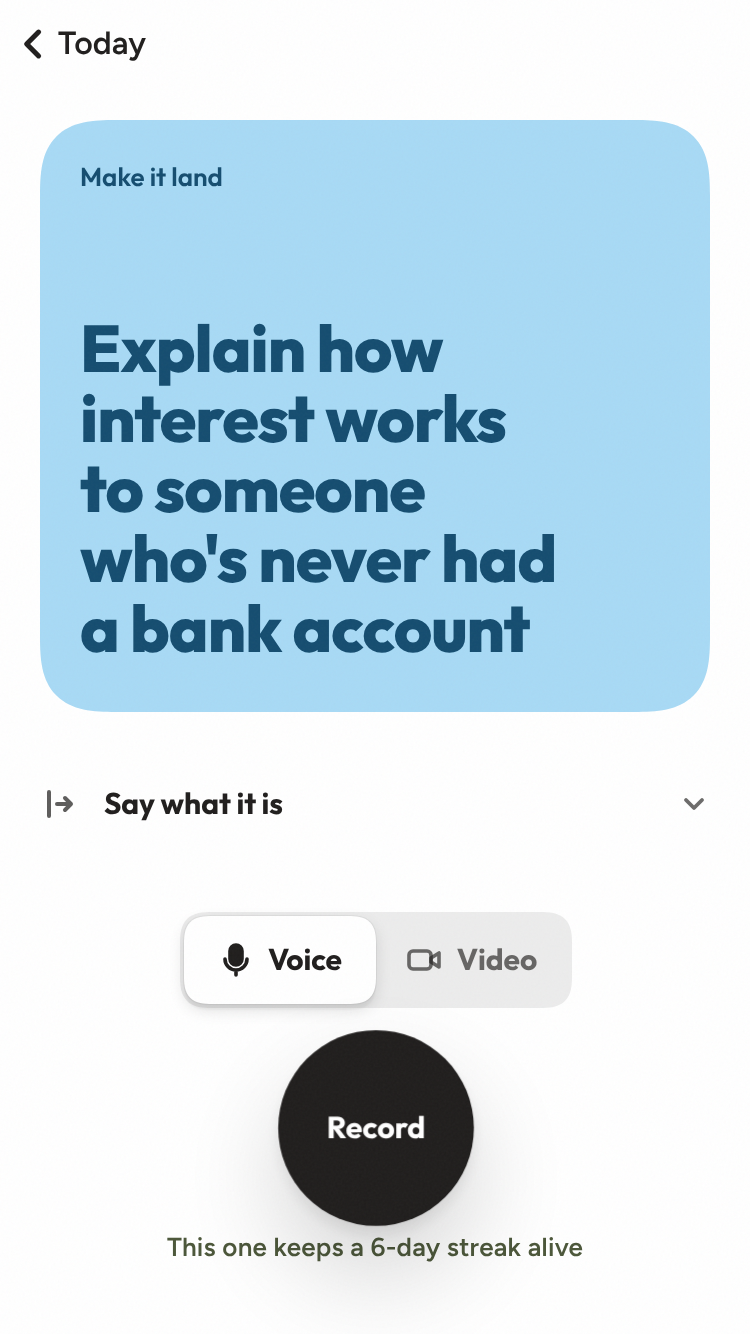 Today
Make it land
Explain how
interest works
to someone
who's never had
a bank account
Say what it is
Voice
Video
Record
This one keeps a 6-day streak alive